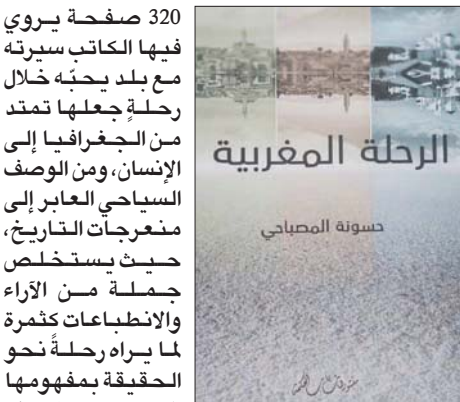 320 صفحة يروي
فيها الكاتب سيرته
مع بلد يحبّه خلال
رحلةٍ جعلها تمتد
من الجغرافيا إلى
الإنسان، ومن الوصف
السياحي العابر إلى
منعرجات التاريخ،
حيث يستخلص
جملة من الآراء
والانطباعات كثمرة
لما يراه رحلةً نحو
الحقيقة بمفهومها
الرحلة المغربية
حسونة المصباحي